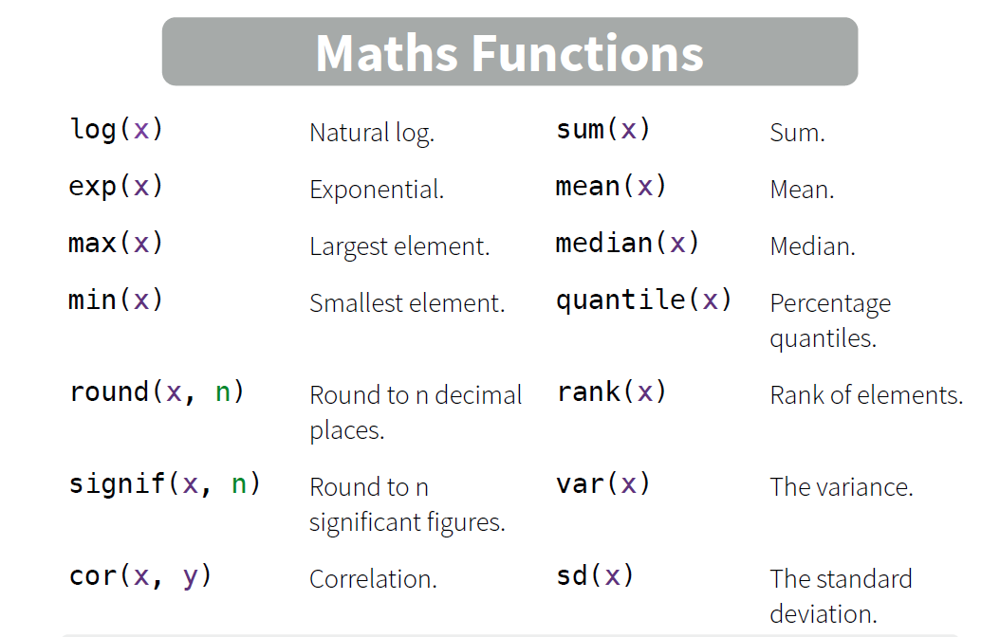 Maths Functions
log(x) Natural log. sum(x) Sum.
exp(x) Exponential. mean(x) Mean.
max(x) Largest element. median(x) Median.
min(x) Smallest element. quantile(x) Percentage
quantiles.
round(x, n) Round to n decimal rank(x) Rank of elements.
places.
signif(x, n) Round to n var(x) The variance.
significant figures.
cor(x, y) Correlation. sd(x) The standard
deviation.